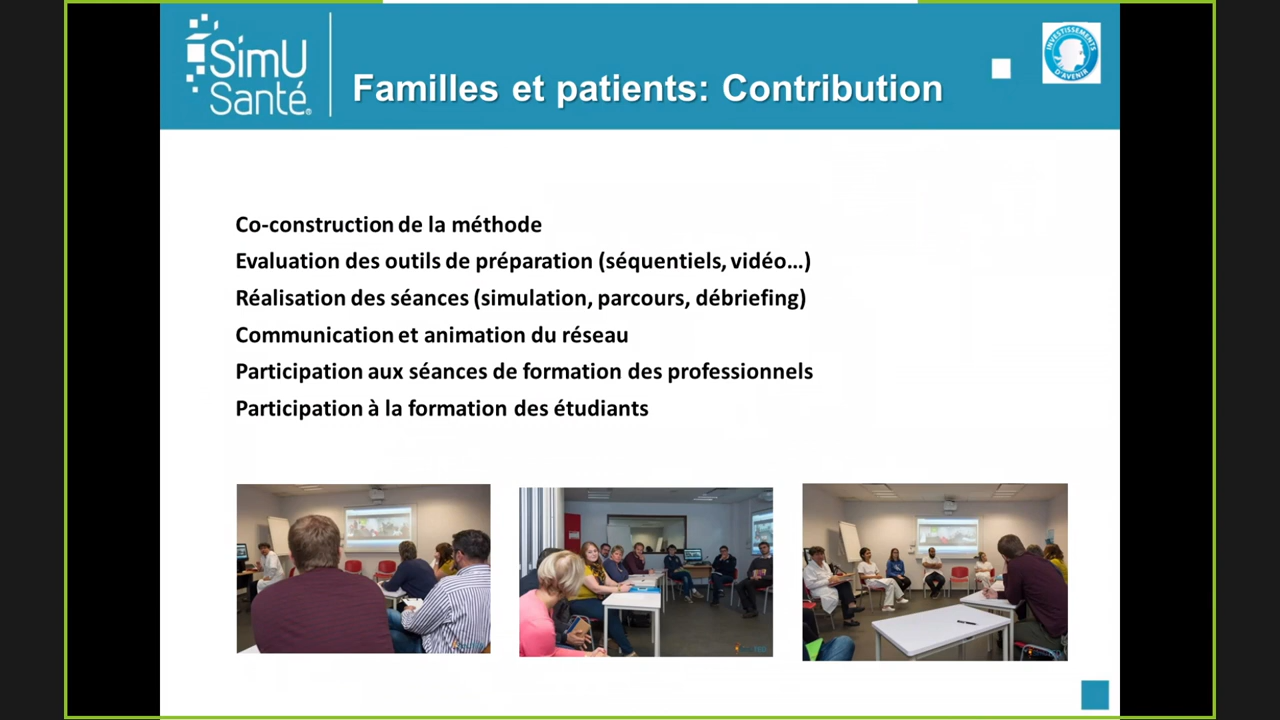 SimU
Santé®
Familles et patients: Contribution
INVESTISSEMENTS
D'AVENIR
Co-construction de la méthode
Evaluation des outils de préparation (séquentiels, vidéo…)
Réalisation des séances (simulation, parcours, débriefing)
Communication et animation du réseau
Participation aux séances de formation des professionnels
Participation à la formation des étudiants